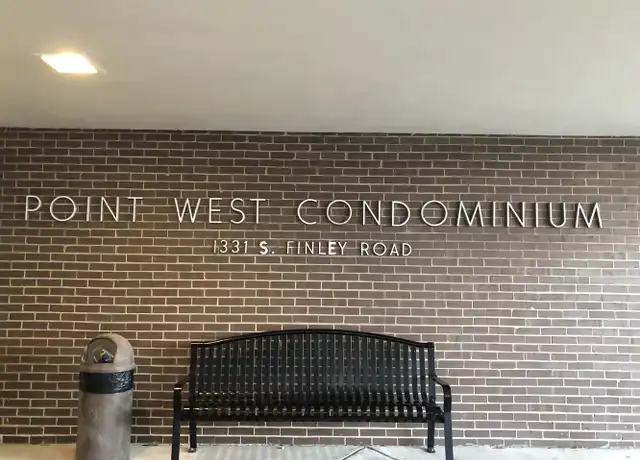 POINT WEST CONDOMINIUM
1331 S. FINLEY ROAD